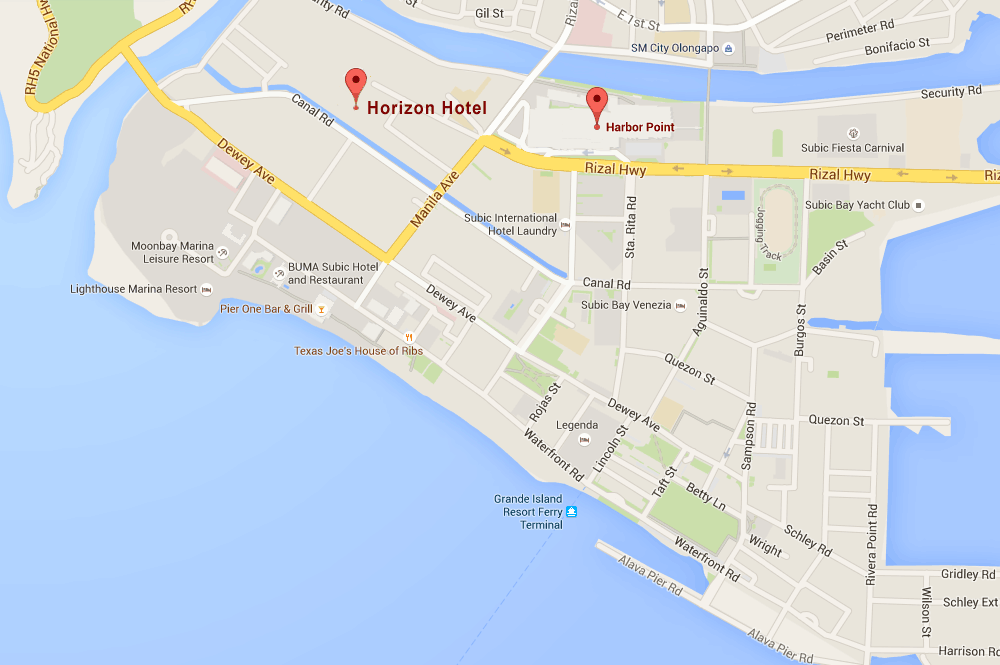 Gil St
Riza
E 1st St
Perimeter Rd
Bonifacio St
SM City Olongapo
RH5 National Hw
rity Rd
Security Rd
Horizon Hotel
Harbor Point
Canal Rd
Subic Fiesta Carnival
Dewey Ave
Rizal Hwy
Rizal Hwy
Manila Ave
Sta. Rita Rd
Jogging Track
Subic Bay Yacht Club
Subic International
Hotel Laundry
Moonbay Marina
Leisure Resort
Basin St
BUMA Subic Hotel
and Restaurant
Lighthouse Marina Resort
Canal Rd
Dewey Ave
Pier One Bar & Grill
Subic Bay Venezia
Aguinaldo St
Burgos St
Texas Joe's House of Ribs
Quezon St
Rojas St
Dewey Ave
Quezon St
Legenda
Lincoln St
Sampson Rd
Waterfront Rd
Taft St
Betty Ln
Grande Island
Resort Ferry
Terminal
Schley Rd
Wright
Rivera Point Rd
Waterfront Rd
Alava Pier Rd
Gridley Rd
Wilson St
Schley Ext
Alava Pier Rd
Harrison Rd